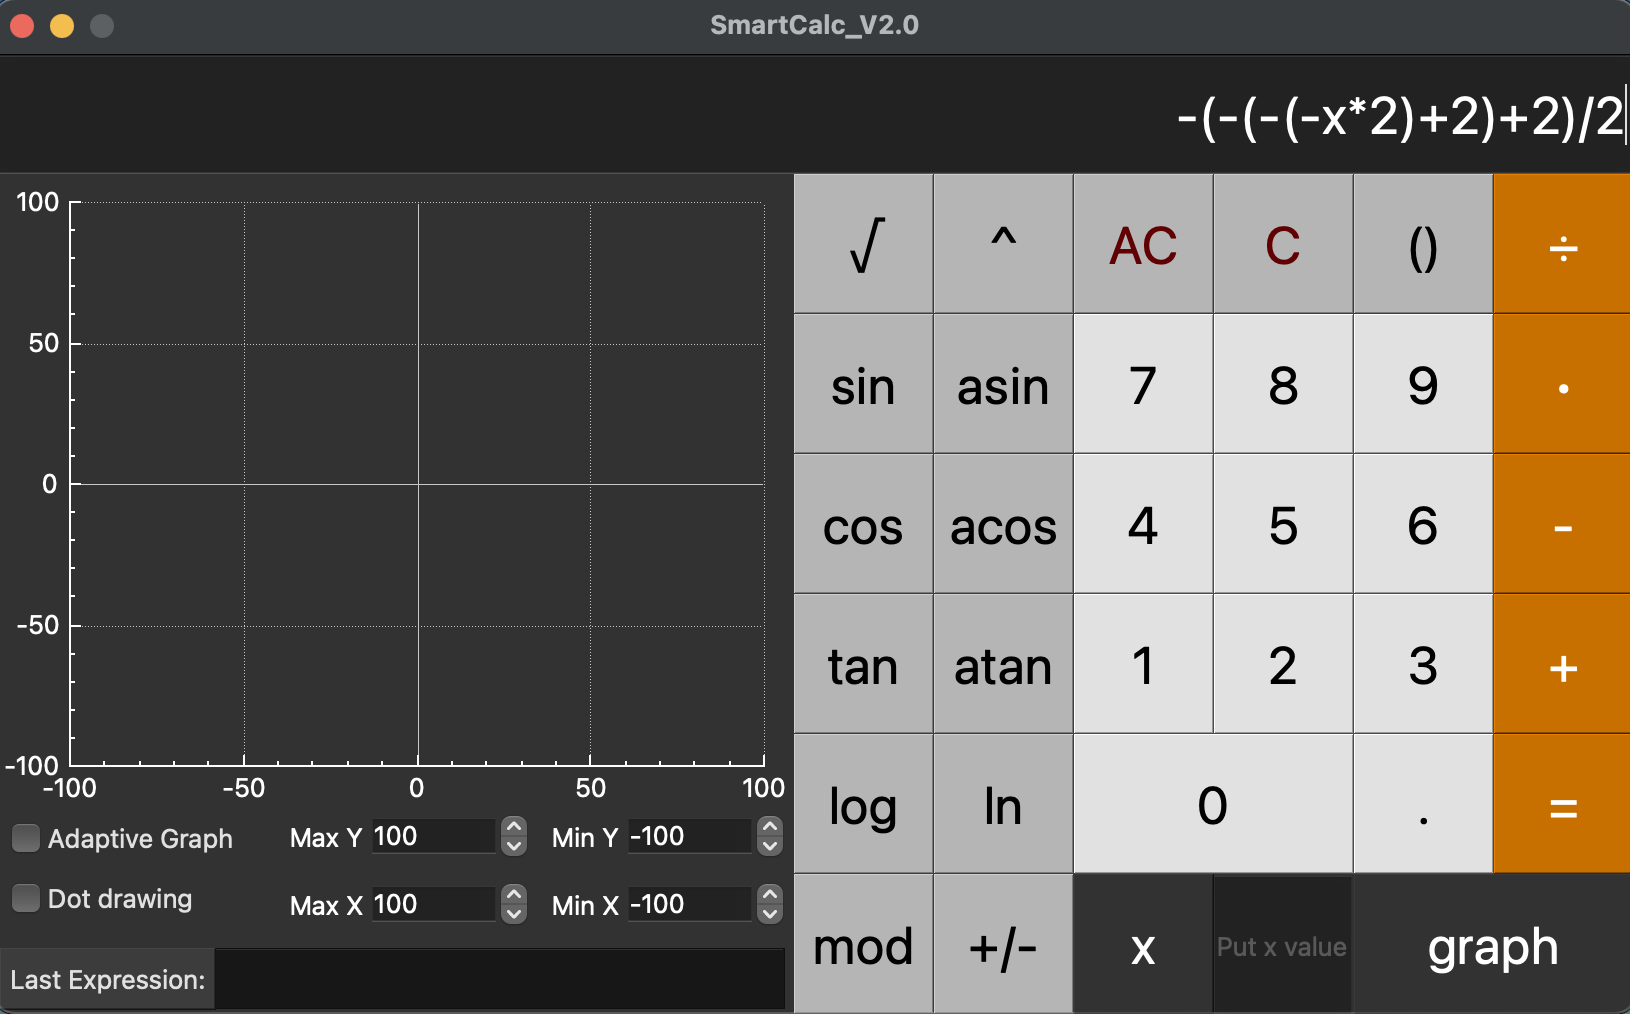 SmartCalc_V2.0
-(-(-(-(-x*2)+2)+2)/2
100
50
0
-50
-100
-100 -50 0 50 100
Adaptive Graph Max Y 100 Min Y -100
Dot drawing Max X 100 Min X -100
Last Expression:
√ ^ AC C () ÷
sin asin 7 8 9 ·
cos acos 4 5 6 -
tan atan 1 2 3 +
log ln 0 . =
mod +/- x Put x value graph